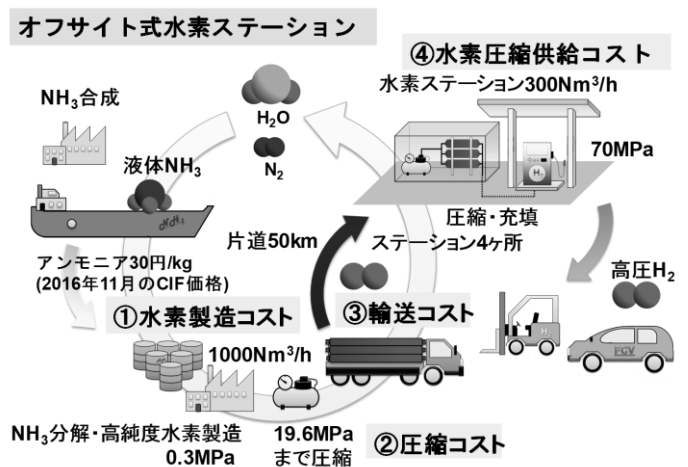 オフサイト式水素ステーション
④水素圧縮供給コスト
水素ステーション300Nm³/h
NH₃合成
H₂O
液体NH₃
N₂
70MPa
H₂
圧縮・充填
ステーション4ヶ所
片道50km
アンモニア30円/kg
(2016年11月のCIF価格)
高圧H₂
①水素製造コスト
③輸送コスト
1000Nm³/h
FCV
NH₃分解・高純度水素製造
0.3MPa
19.6MPa
まで圧縮
②圧縮コスト